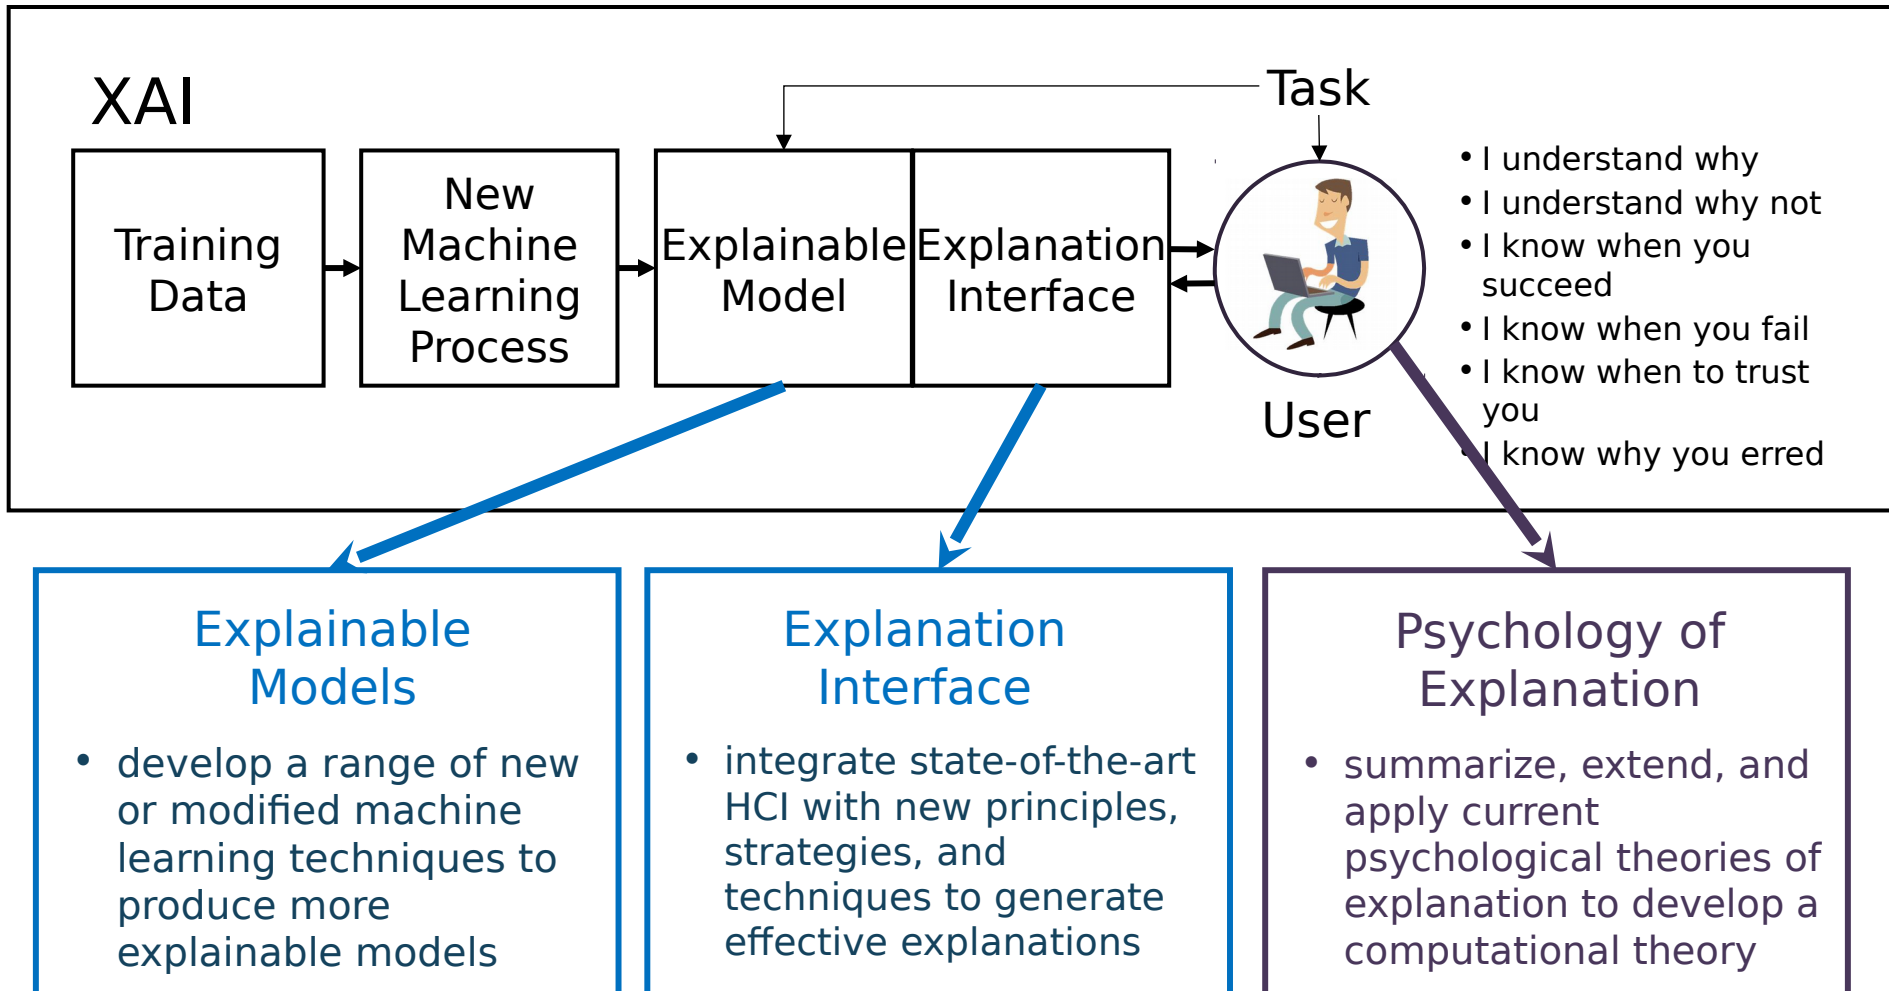 XAI
Task
Training
Data
New
Machine
Learning
Process
Explainable
Model
Explanation
Interface
User
• I understand why
• I understand why not
• I know when you
succeed
• I know when you fail
• I know when to trust
you
• I know why you erred
Explainable
Models
• develop a range of new
or modified machine
learning techniques to
produce more
explainable models
Explanation
Interface
• integrate state-of-the-art
HCI with new principles,
strategies, and
techniques to generate
effective explanations
Psychology of
Explanation
• summarize, extend, and
apply current
psychological theories of
explanation to develop a
computational theory